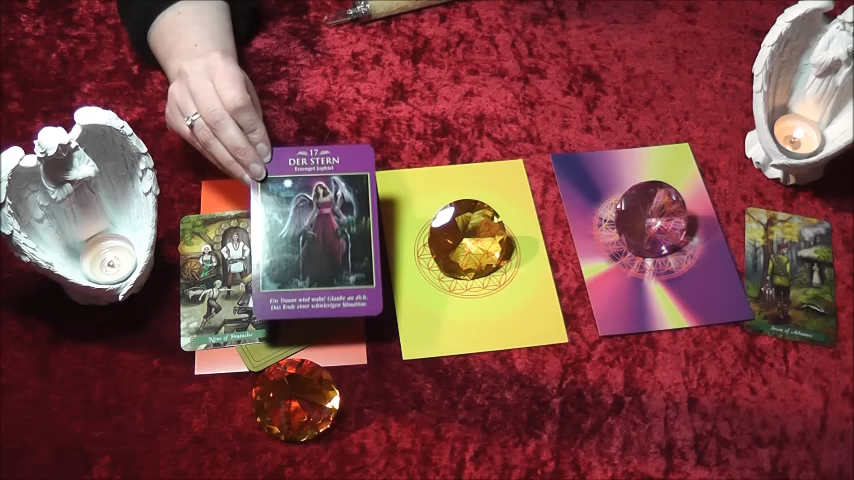 17
DER STERN
Erzengel Jophiel
Ein Traum wird wahr! Glaube an dich.
Das Ende einer schwierigen Situation.
Nine of Pentacles
of